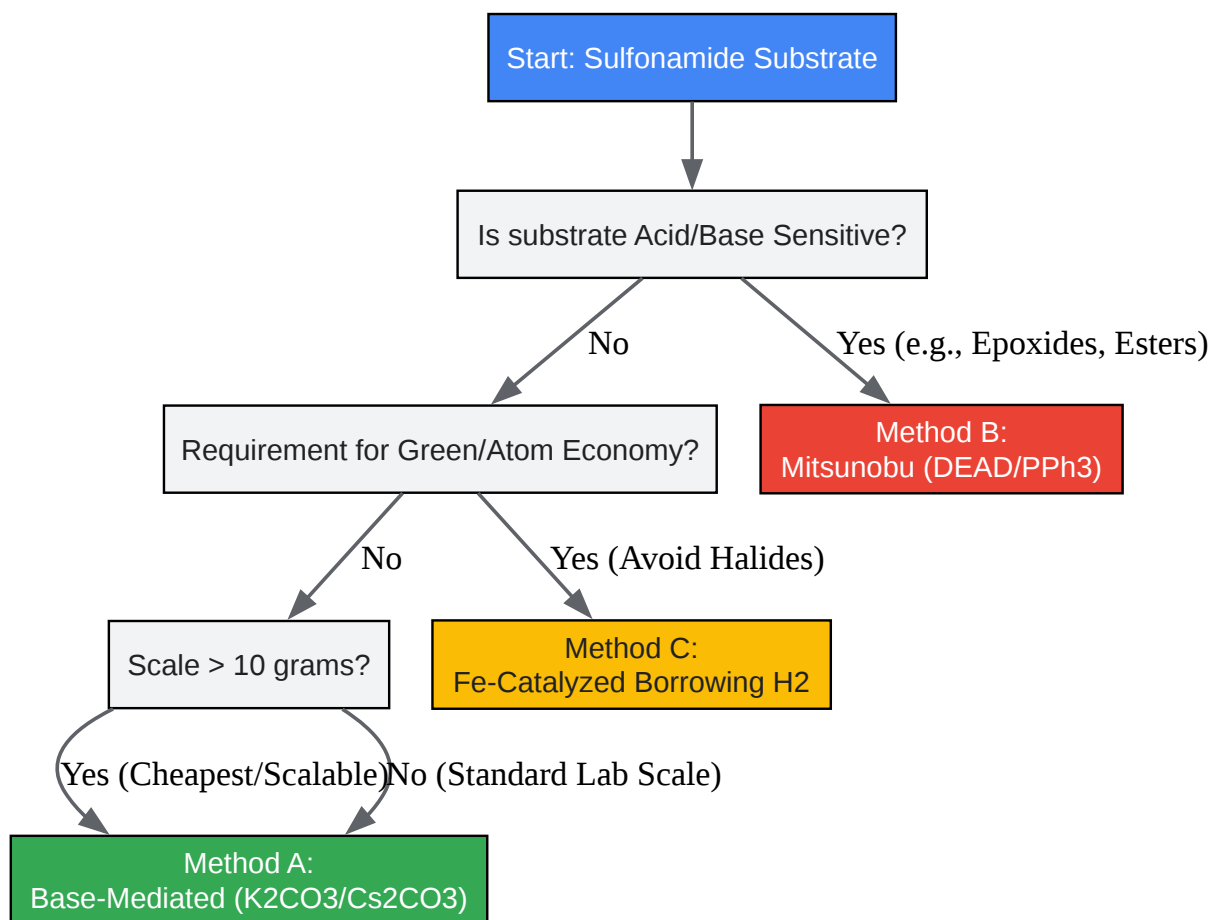 Start: Sulfonamide Substrate
Is substrate Acid/Base Sensitive?
No
Yes (e.g., Epoxides, Esters)
Requirement for Green/Atom Economy?
Method B:
Mitsunobu (DEAD/PPh3)
No
Yes (Avoid Halides)
Scale > 10 grams?
Method C:
Fe-Catalyzed Borrowing H2
Yes (Cheapest/Scalable)
No (Standard Lab Scale)
Method A:
Base-Mediated (K2CO3/Cs2CO3)